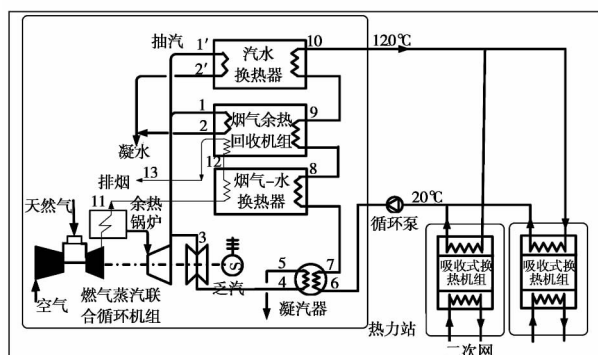 抽汽
1′
2′
汽水
换热器
10
120℃
1
2
烟气余热
回收机组
9
凝水
12
13
排烟
烟气-水
换热器
8
天然气
11
余热
锅炉
3
S
乏汽
5
4
7
6
凝汽器
20℃
循环泵
空气
燃气蒸汽联
合循环机组
吸收式换
热机组
吸收式换
热机组
热力站
二次网